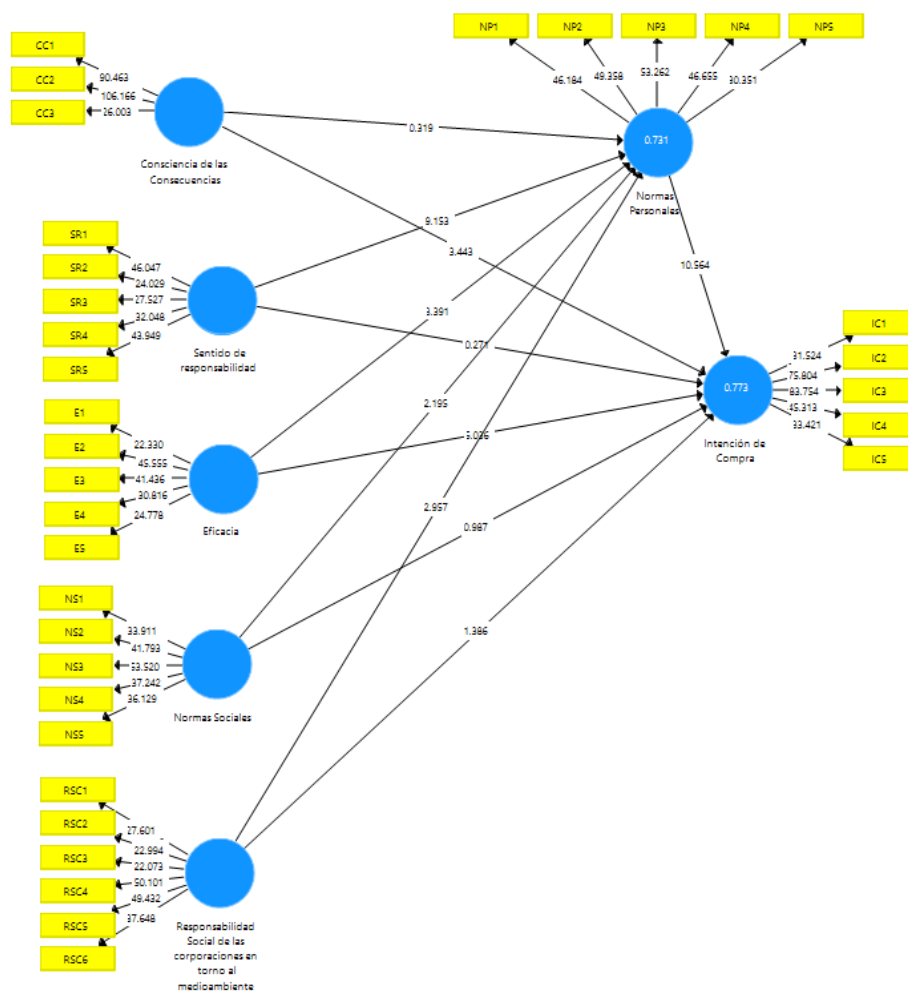 NP1
NP2
NP3
NP4
NP5
46.184
49.358
53.262
46.655
30.351
CC1
CC2
CC3
90.463
106.166
26.003
Consciencia de las
Consecuencias
0.319
0.731
Normas
Personales
SR1
SR2
SR3
SR4
SR5
46.047
24.029
27.527
32.048
43.949
Sentido de
responsabilidad
9.153
3.443
10.564
3.391
0.271
IC1
IC2
IC3
IC4
IC5
31.524
75.804
83.754
45.313
33.421
0.773
Intención de
Compra
E1
E2
E3
E4
E5
22.330
45.555
41.436
30.816
24.778
Eficacia
2.195
2.957
0.987
NS1
NS2
NS3
NS4
NS5
33.911
41.793
53.520
37.242
36.129
Normas Sociales
1.386
RSC1
RSC2
RSC3
RSC4
RSC5
RSC6
27.601
22.994
22.073
50.101
49.432
37.648
Responsabilidad
Social de las
corporaciones en
torno al
medioambiente